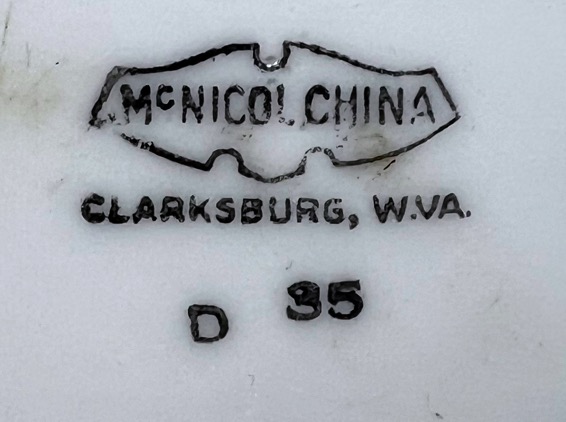 McNICOL CHINA
CLARKSBURG, W.VA.
D 35